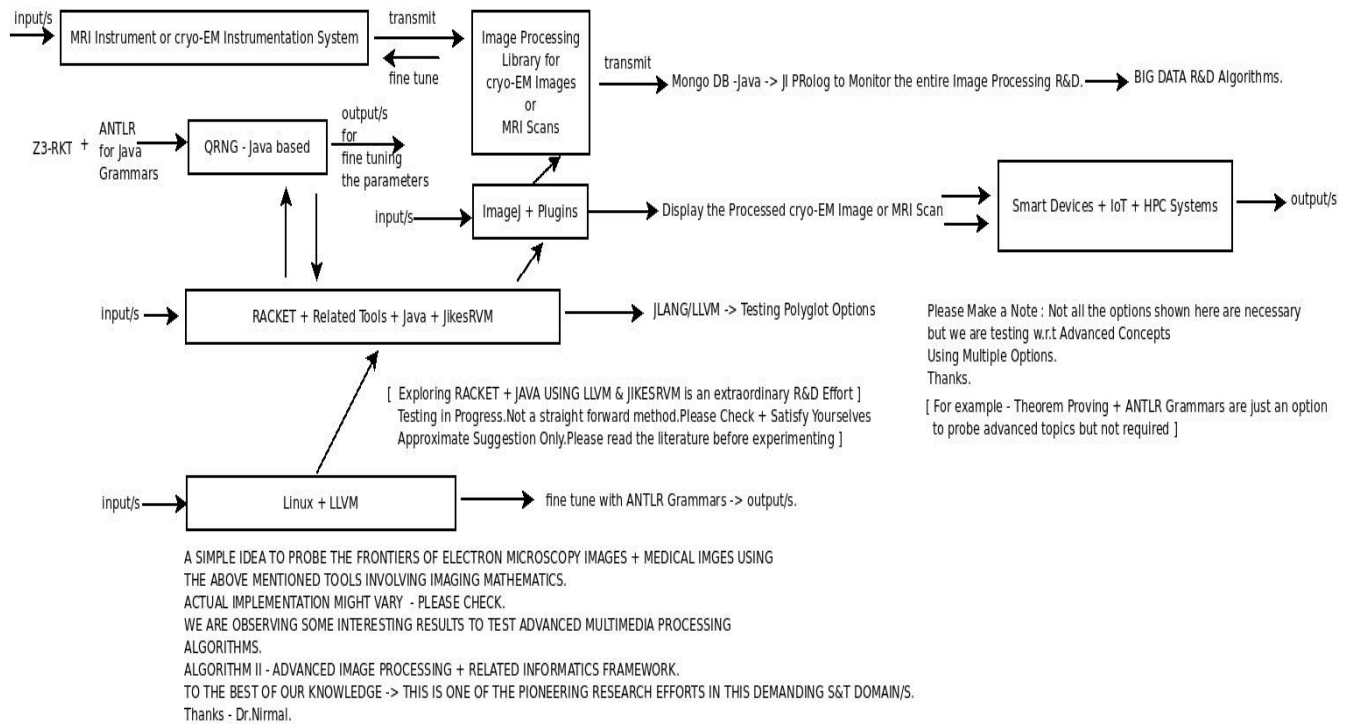 input/s
MRI Instrument or cryo-EM Instrumentation System
transmit
fine tune
Image Processing
Library for
cryo-EM Images
or
MRI Scans
transmit
Mongo DB -Java -> JI PRolog to Monitor the entire Image Processing R&D.
BIG DATA R&D Algorithms.
Z3-RKT +
ANTLR
for Java
Grammars
QRNG - Java based
output/s
for
fine tuning
the parameters
input/s
ImageJ + Plugins
Display the Processed cryo-EM Image or MRI Scan
Smart Devices + IoT + HPC Systems
output/s
input/s
RACKET + Related Tools + Java + JikesRVM
JLANG/LLVM -> Testing Polyglot Options
Please Make a Note : Not all the options shown here are necessary
but we are testing w.r.t Advanced Concepts
Using Multiple Options.
Thanks.
[ For example - Theorem Proving + ANTLR Grammars are just an option
to probe advanced topics but not required ]
[ Exploring RACKET + JAVA USING LLVM & JIKESRVM is an extraordinary R&D Effort ]
Testing in Progress.Not a straight forward method.Please Check + Satisfy Yourselves
Approximate Suggestion Only.Please read the literature before experimenting ]
input/s
Linux + LLVM
fine tune with ANTLR Grammars -> output/s.
A SIMPLE IDEA TO PROBE THE FRONTIERS OF ELECTRON MICROSCOPY IMAGES + MEDICAL IMGES USING
THE ABOVE MENTIONED TOOLS INVOLVING IMAGING MATHEMATICS.
ACTUAL IMPLEMENTATION MIGHT VARY - PLEASE CHECK.
WE ARE OBSERVING SOME INTERESTING RESULTS TO TEST ADVANCED MULTIMEDIA PROCESSING
ALGORITHMS.
ALGORITHM II - ADVANCED IMAGE PROCESSING + RELATED INFORMATICS FRAMEWORK.
TO THE BEST OF OUR KNOWLEDGE -> THIS IS ONE OF THE PIONEERING RESEARCH EFFORTS IN THIS DEMANDING S&T DOMAIN/S.
Thanks - Dr.Nirmal.